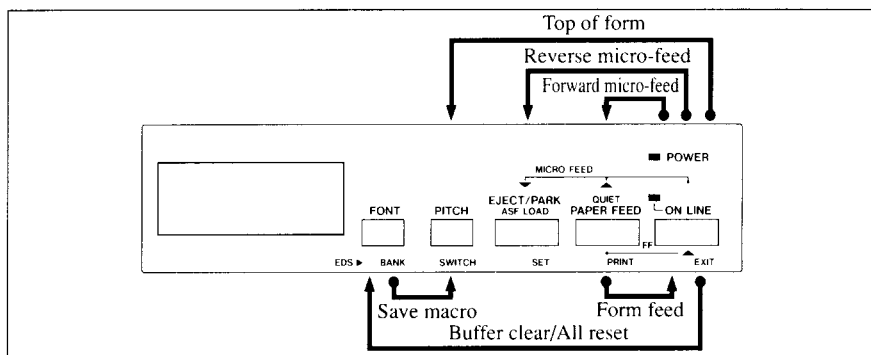 Top of form
Reverse micro-feed
Forward micro-feed
POWER
MICRO FEED
EJECT/PARK QUIET
FONT PITCH ASF LOAD PAPER FEED ON LINE
FF
EDS BANK SWITCH SET PRINT EXIT
Save macro Form feed
Buffer clear/All reset